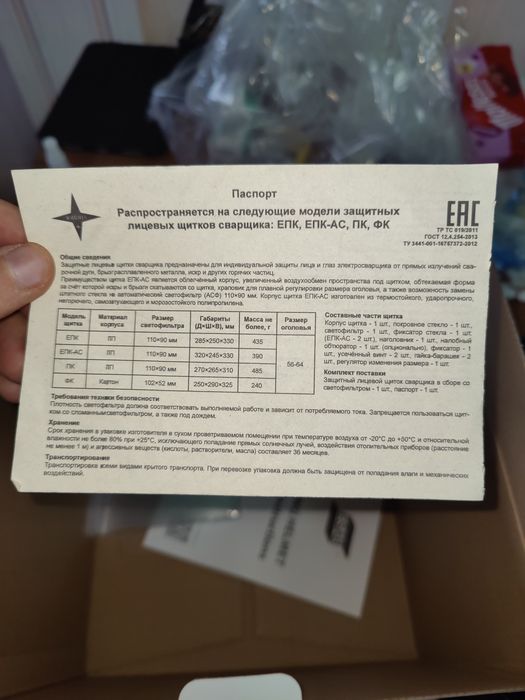 Паспорт
Распространяется на следующие модели защитных
лицевых щитков сварщика: ЕПК, ЕПК-АС, ПК, ФК
ЕАС
ТР ТС 019/2011
ГОСТ 12.4.254-2013
ТУ 3441-001-16757372-2012
Общие сведения
Защитные лицевые щитки сварщика предназначены для индивидуальной защиты лица и глаз электросварщика от прямых излучений сва-
рочной дуги, брызг расплавленного металла, искр и других горячих частиц.
Преимуществом щитка ЕПК-АС является облегченный корпус, увеличенный воздухообмен пространства под щитком, обтекаемая форма
за счёт которой искры и брызги скатываются со щитка, храповик для плавной регулировки размера оголовья, а также возможность замены
штатного стекла на автоматический светофильтр (АСФ) 110×90 мм. Корпус щитка ЕПК-АС изготовлен из термостойкого, ударопрочного,
негорючего, самозатухающего и морозостойкого полипропилена.
Модель щитка Материал корпуса Размер светофильтра Габариты (Д×Ш×В), мм Масса не более, г Размер оголовья
ЕПК ПП 110×90 мм 285×250×330 435 56-64
ЕПК-АС ПП 110×90 мм 320×245×330 390
ПК ПП 110×90 мм 270×265×310 485
ФК Картон 102×52 мм 250×290×325 240
Составные части щитка
Корпус щитка - 1 шт., покровное стекло - 1 шт.,
светофильтр - 1 шт., фиксатор стекла - 1 шт.
(ЕПК-АС - 2 шт.), наголовник - 1 шт., налобный
обтюратор - 1 шт. (опционально), фиксатор - 1
шт., усечённый винт - 2 шт., гайка-барашек - 2
шт., регулятор изменения размера - 1 шт.
Комплект поставки
Защитный лицевой щиток сварщика в сборе со
светофильтром - 1 шт., паспорт - 1 шт.
Требования техники безопасности
Плотность светофильтра должна соответствовать выполняемой работе и зависит от потребляемого тока. Запрещается пользоваться щит-
ком со сломанным светофильтром, а также под дождем.
Хранение
Срок хранения в упаковке изготовителя в сухом проветриваемом помещении при температуре воздуха от -20°С до +50°С и относительной
влажности не более 80% при +25°С, исключающего попадание прямых солнечных лучей, воздействия отопительных приборов (расстояние
не менее 1 м) и агрессивных веществ (кислоты, растворители, масла) составляет 36 месяцев.
Транспортирование
Транспортировка всеми видами крытого транспорта. При перевозке упаковка должна быть защищена от попадания влаги и механических
воздействий.